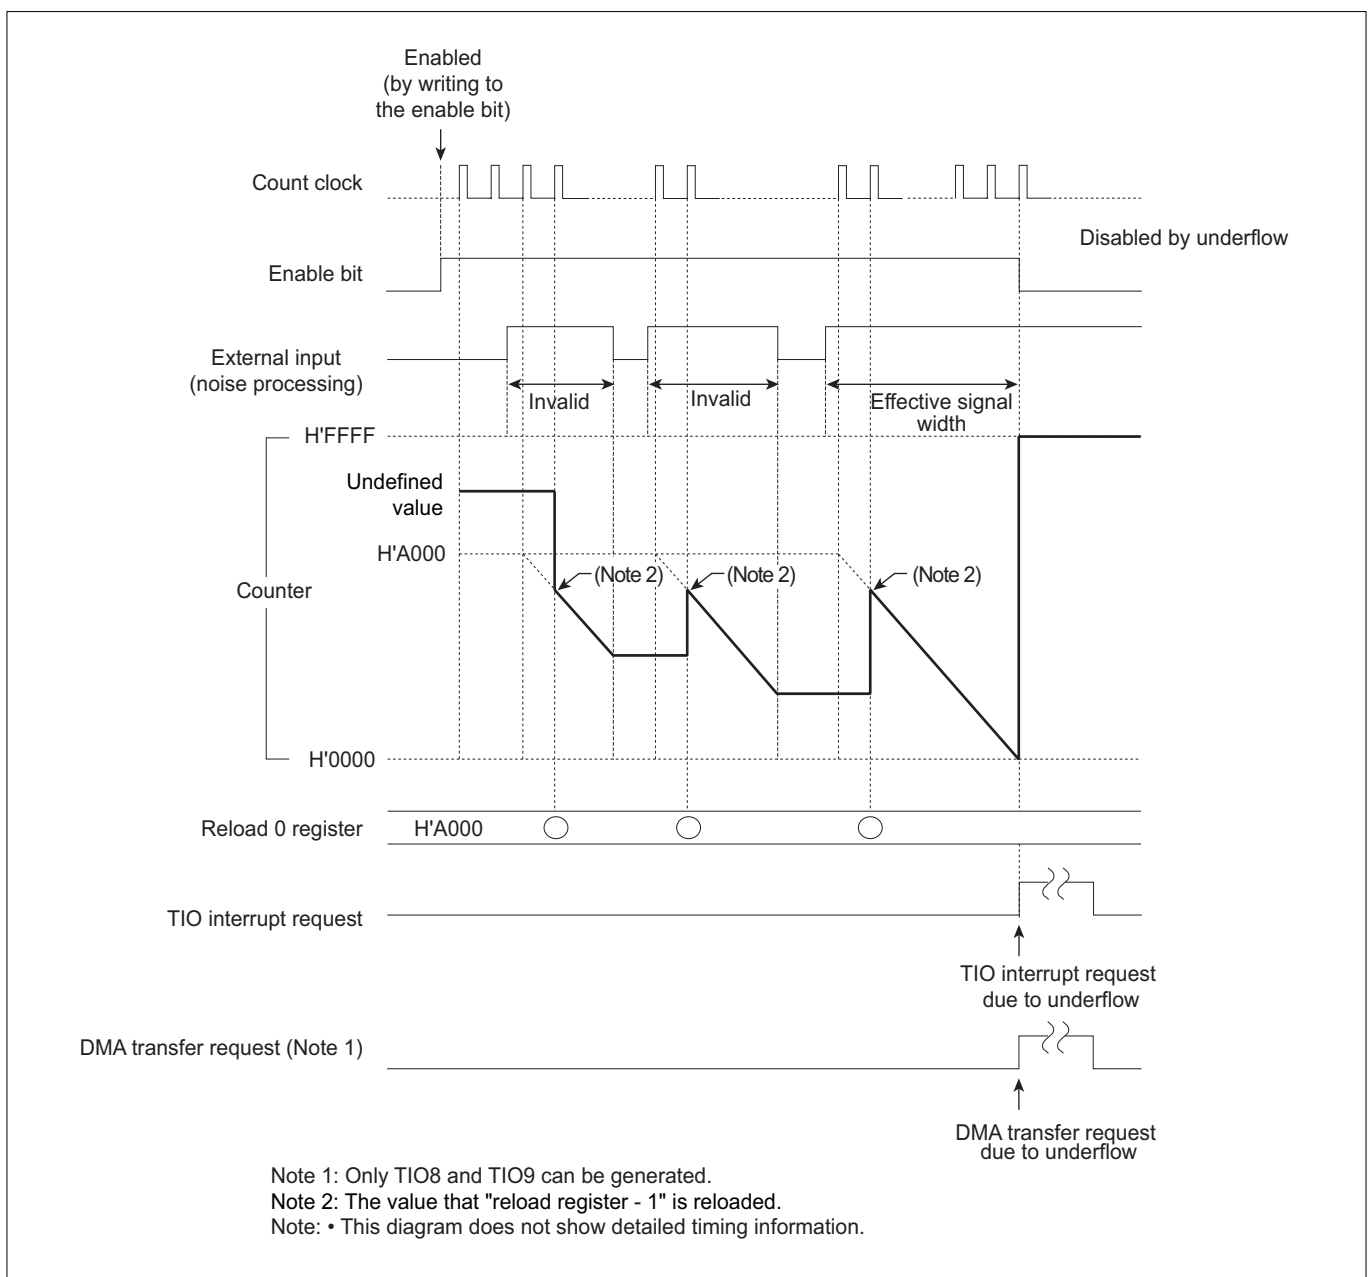 Enabled
(by writing to
the enable bit)
Count clock
Disabled by underflow
Enable bit
External input
(noise processing)
Invalid
Invalid
Effective signal
width
H'FFFF
Undefined
value
H'A000
(Note 2)
(Note 2)
(Note 2)
Counter
H'0000
Reload 0 register
H'A000
TIO interrupt request
TIO interrupt request
due to underflow
DMA transfer request (Note 1)
DMA transfer request
due to underflow
Note 1: Only TIO8 and TIO9 can be generated.
Note 2: The value that "reload register - 1" is reloaded.
Note: • This diagram does not show detailed timing information.